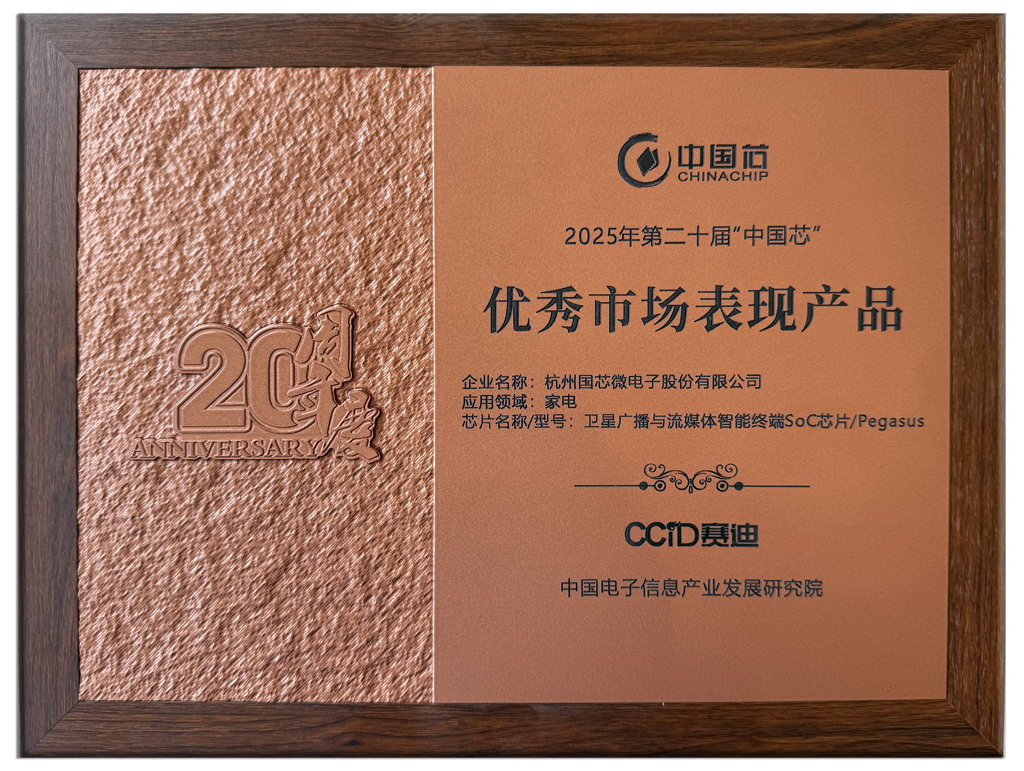 20周年庆
ANNIVERSARY
中国芯
CHINACHIP
2025年第二十届“中国芯”
优秀市场表现产品
企业名称：杭州国芯微电子股份有限公司
应用领域：家电
芯片名称/型号：卫星广播与流媒体智能终端SoC芯片/Pegasus
CCID赛迪
中国电子信息产业发展研究院